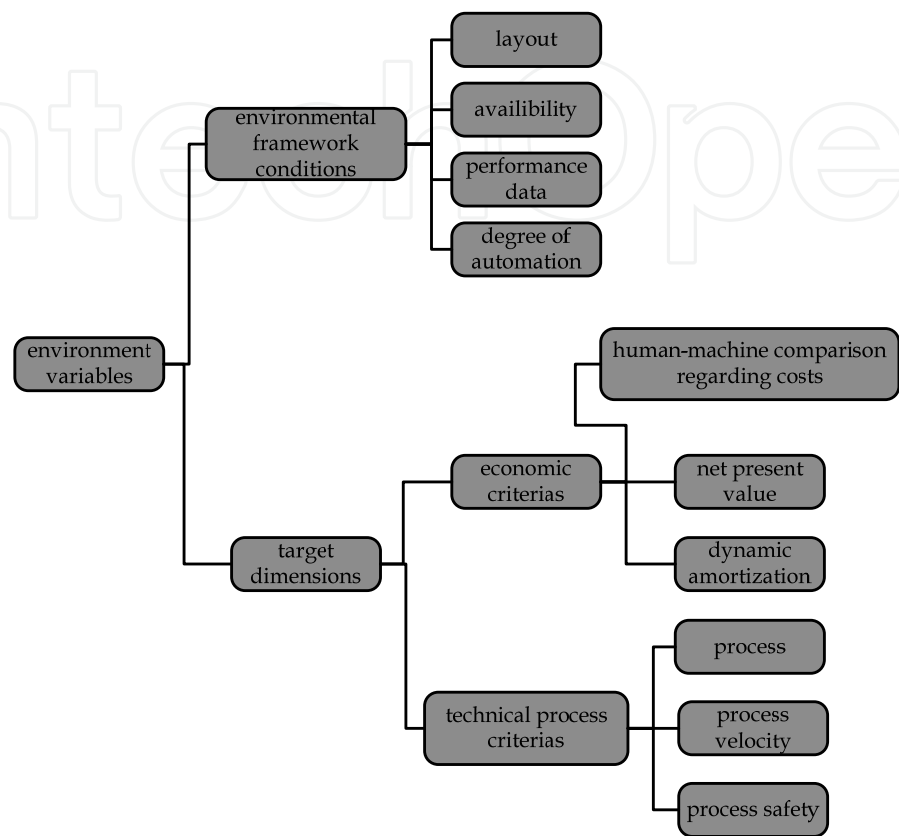 layout
availibility
environmental
framework
conditions
performance
data
degree of
automation
environment
variables
human-machine comparison
regarding costs
economic
criterias
net present
value
target
dimensions
dynamic
amortization
process
technical process
criterias
process
velocity
process safety
ntechOpe